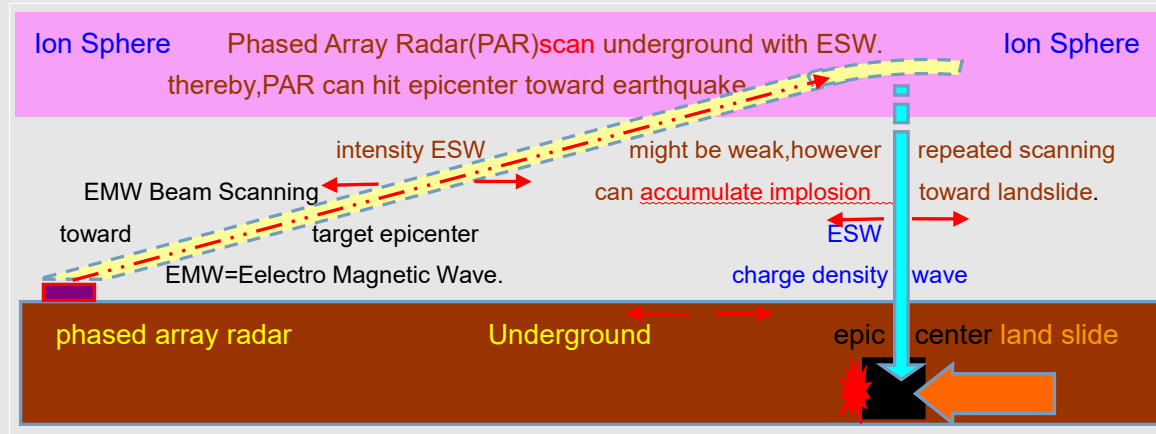 Ion Sphere Phased Array Radar(PAR)scan underground with ESW. Ion Sphere
thereby,PAR can hit epicenter toward earthquake
intensity ESW might be weak,however repeated scanning
EMW Beam Scanning can accumulate implosion toward landslide.
toward target epicenter ESW
EMW=Eelectro Magnetic Wave. charge density wave
phased array radar Underground epic center land slide